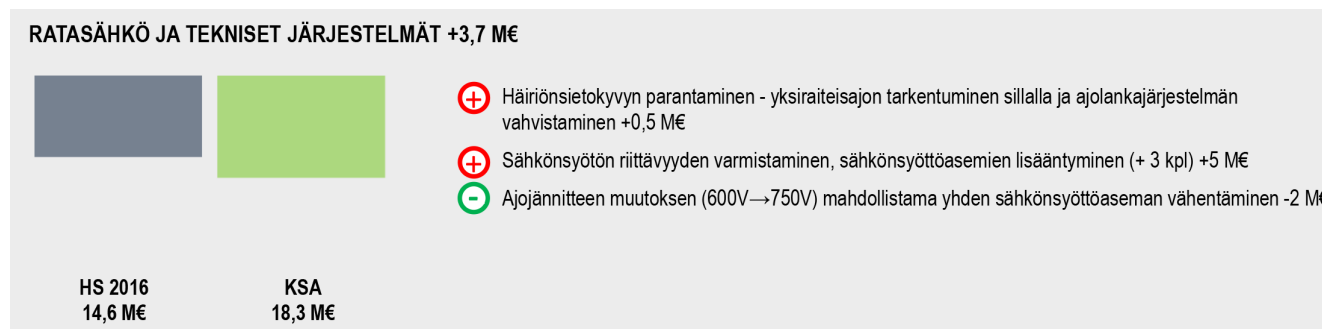 RATASÄHKÖ JA TEKNISET JÄRJESTELMÄT +3,7 M€
+ Häiriönsietokyvyn parantaminen - yksiraiteisajon tarkentuminen sillalla ja ajolankajärjestelmän
vahvistaminen +0,5 M€
+ Sähkönsyötön riittävyyden varmistaminen, sähkönsyöttöasemien lisääntyminen (+ 3 kpl) +5 M€
- Ajojännitteen muutoksen (600V→750V) mahdollistama yhden sähkönsyöttöaseman vähentäminen -2 M€
HS 2016 KSA
14,6 M€ 18,3 M€